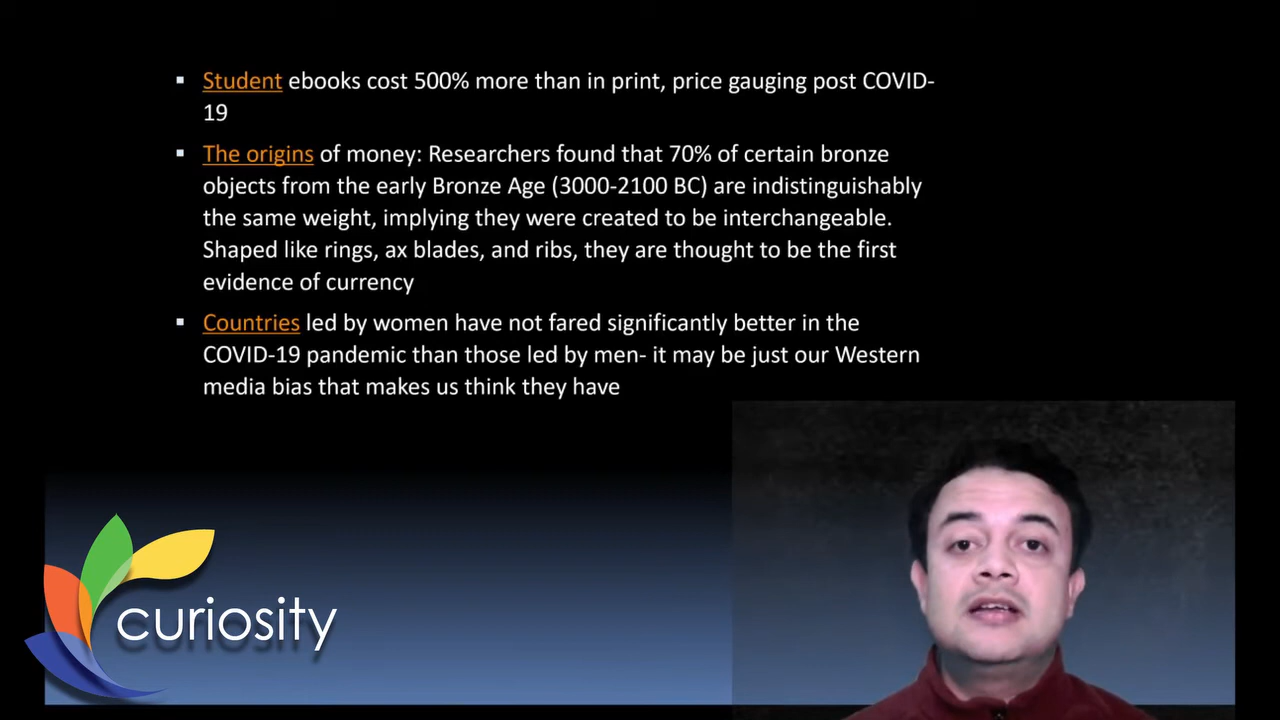 ▪ Student ebooks cost 500% more than in print, price gauging post COVID-
19
▪ The origins of money: Researchers found that 70% of certain bronze
objects from the early Bronze Age (3000-2100 BC) are indistinguishably
the same weight, implying they were created to be interchangeable.
Shaped like rings, ax blades, and ribs, they are thought to be the first
evidence of currency
▪ Countries led by women have not fared significantly better in the
COVID-19 pandemic than those led by men- it may be just our Western
media bias that makes us think they have
curiosity